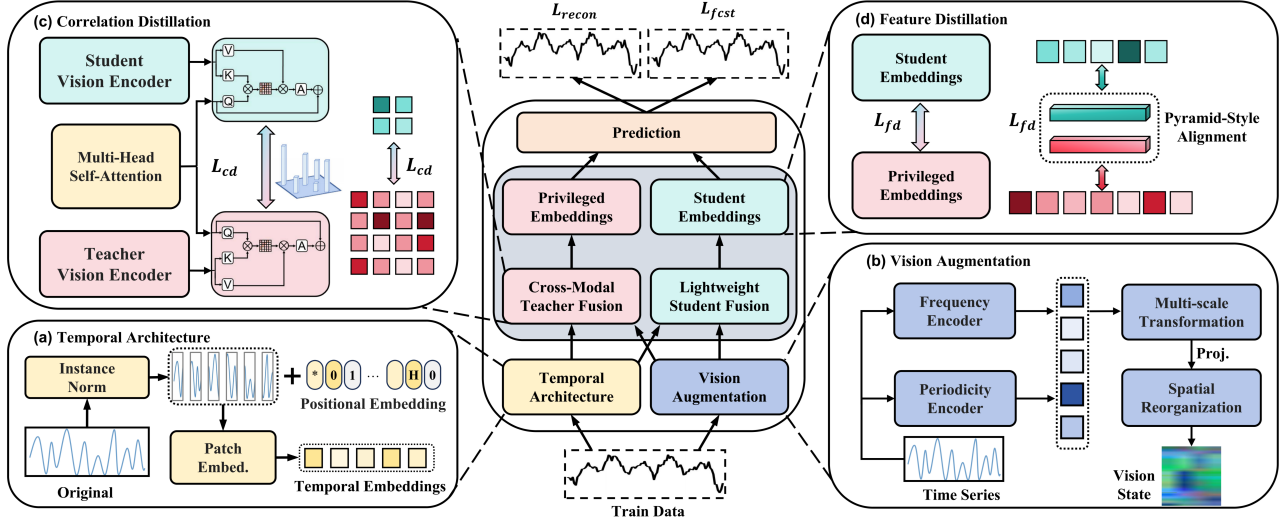 (c) Correlation Distillation
Student
Vision Encoder
Multi-Head
Self-Attention
Teacher
Vision Encoder
V
K
Q
A
L_cd
Q
K
V
A
L_cd
(a) Temporal Architecture
Instance
Norm
Original
Patch
Embed.
+
* 0 1 ... H 0
Positional Embedding
Temporal Embeddings
L_recon
L_fcst
Prediction
Privileged
Embeddings
Student
Embeddings
Cross-Modal
Teacher Fusion
Lightweight
Student Fusion
Temporal
Architecture
Vision
Augmentation
Train Data
(d) Feature Distillation
Student
Embeddings
L_fd
Privileged
Embeddings
L_fd
Pyramid-Style
Alignment
(b) Vision Augmentation
Frequency
Encoder
Periodicity
Encoder
Time Series
Multi-scale
Transformation
Proj.
Spatial
Reorganization
Vision
State